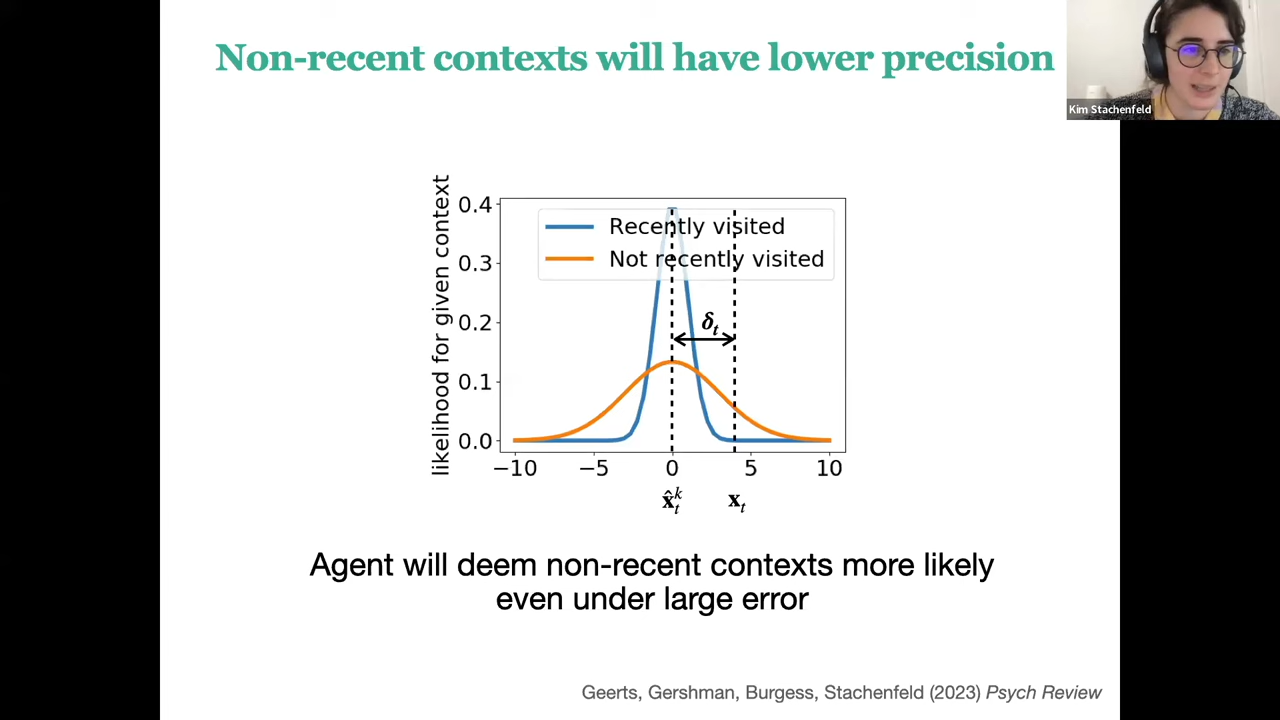 Non-recent contexts will have lower precision
Kim Stachenfeld
likelihood for given context
0.4
0.3
0.2
0.1
0.0
Recently visited
Not recently visited
δt
−10
−5
0
5
10
x̂ᵏt
xt
Agent will deem non-recent contexts more likely
even under large error
Geerts, Gershman, Burgess, Stachenfeld (2023) Psych Review